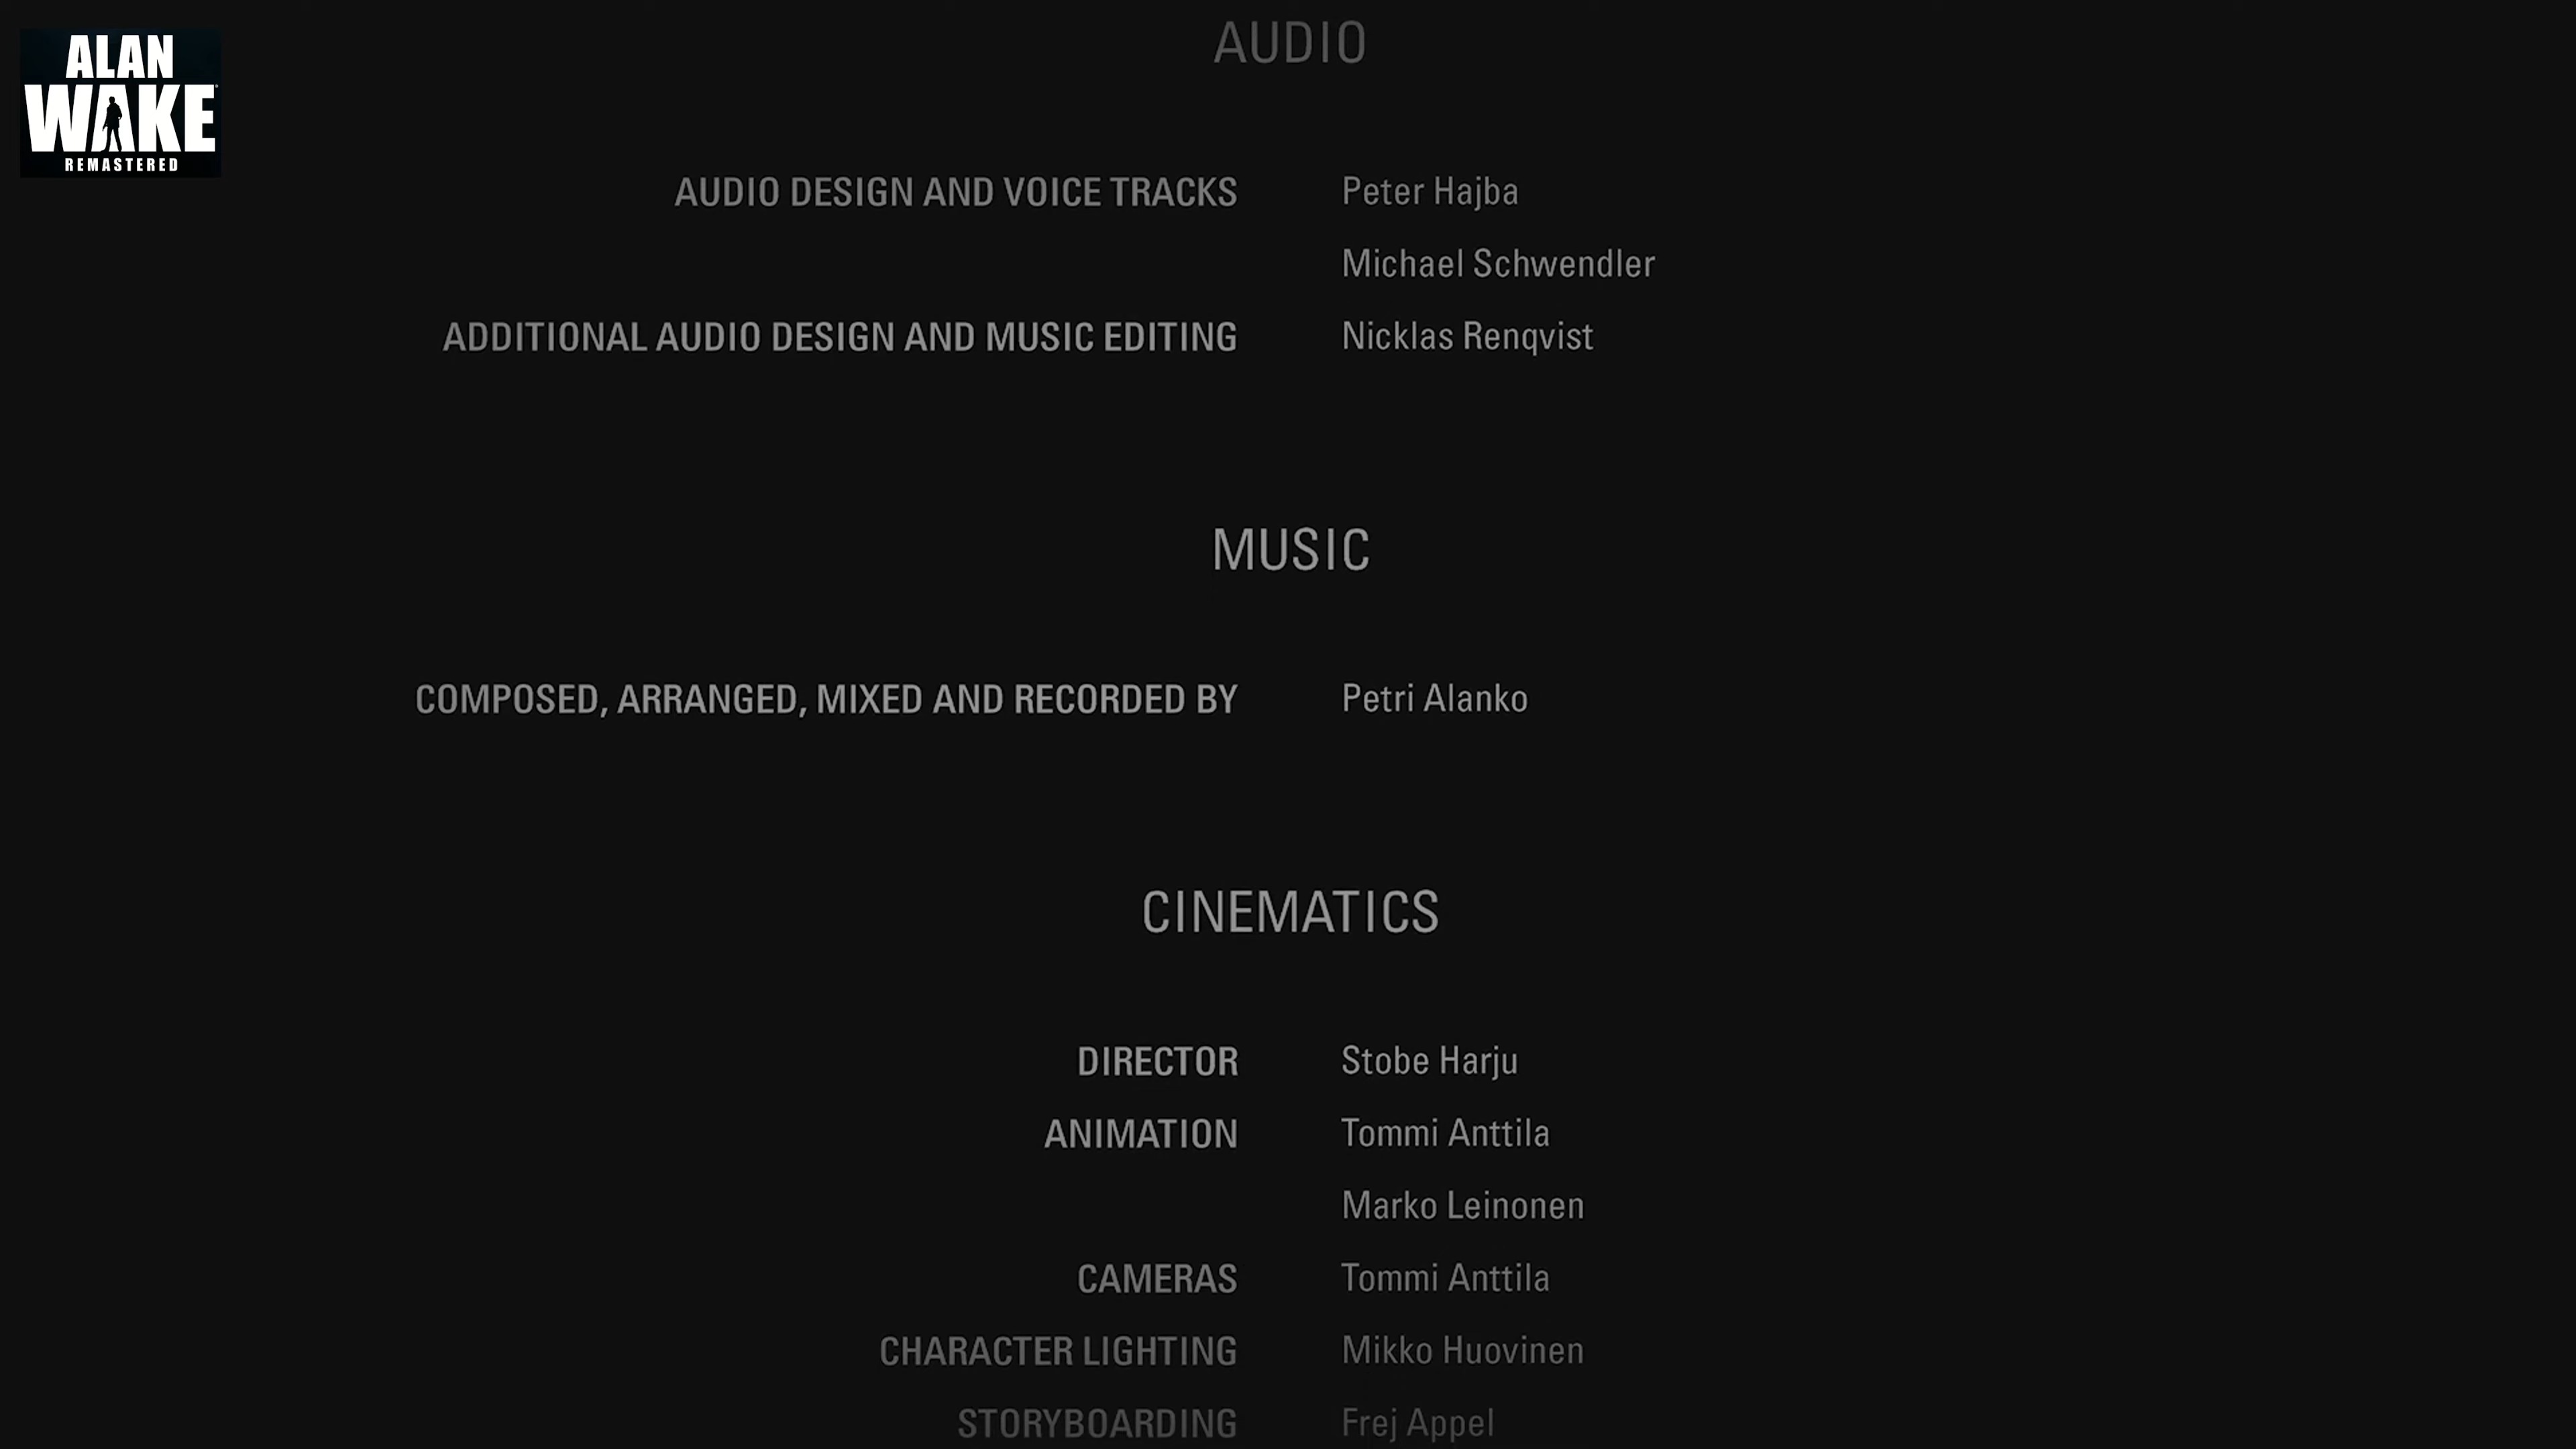 ALAN
WAKE
REMASTERED
AUDIO
AUDIO DESIGN AND VOICE TRACKS Peter Hajba
Michael Schwendler
ADDITIONAL AUDIO DESIGN AND MUSIC EDITING Nicklas Renqvist
MUSIC
COMPOSED, ARRANGED, MIXED AND RECORDED BY Petri Alanko
CINEMATICS
DIRECTOR Stobe Harju
ANIMATION Tommi Anttila
Marko Leinonen
CAMERAS Tommi Anttila
CHARACTER LIGHTING Mikko Huovinen
STORYBOARDING Frej Appel